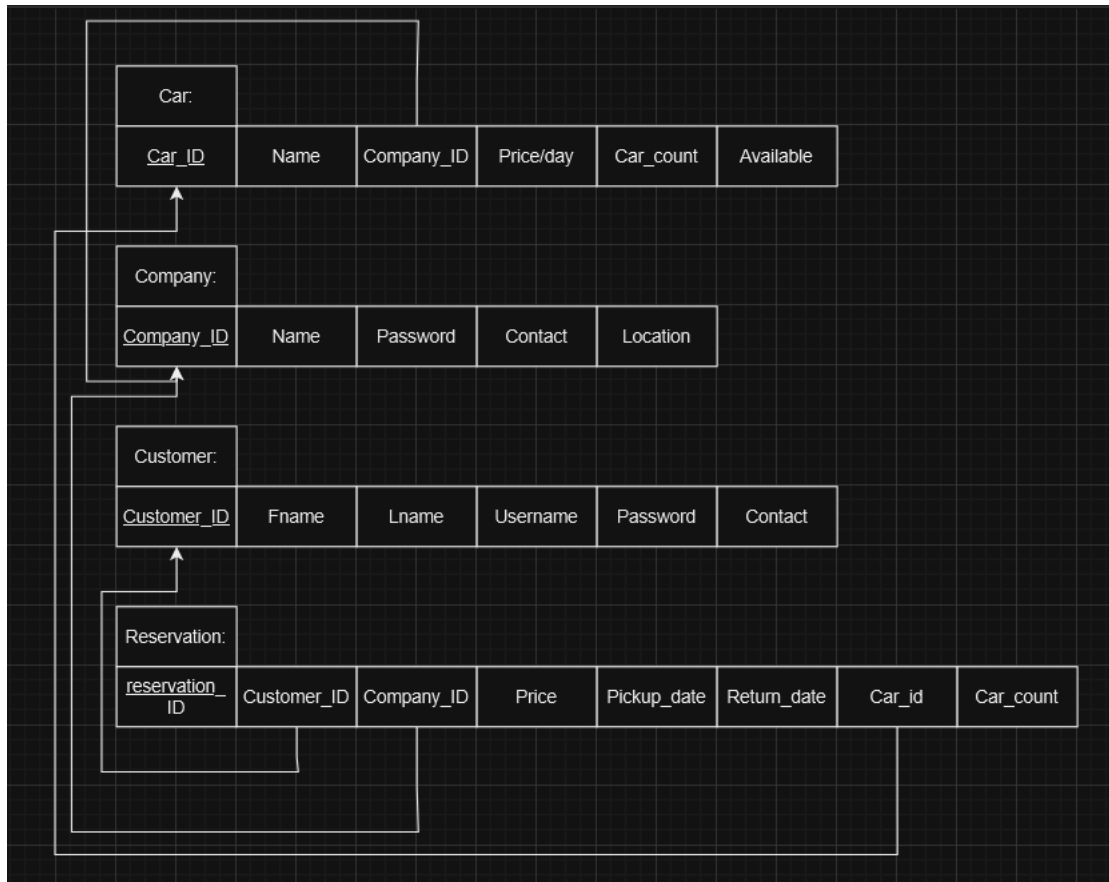 Car:
Car_ID Name Company_ID Price/day Car_count Available
Company:
Company_ID Name Password Contact Location
Customer:
Customer_ID Fname Lname Username Password Contact
Reservation:
reservation_
ID Customer_ID Company_ID Price Pickup_date Return_date Car_id Car_count